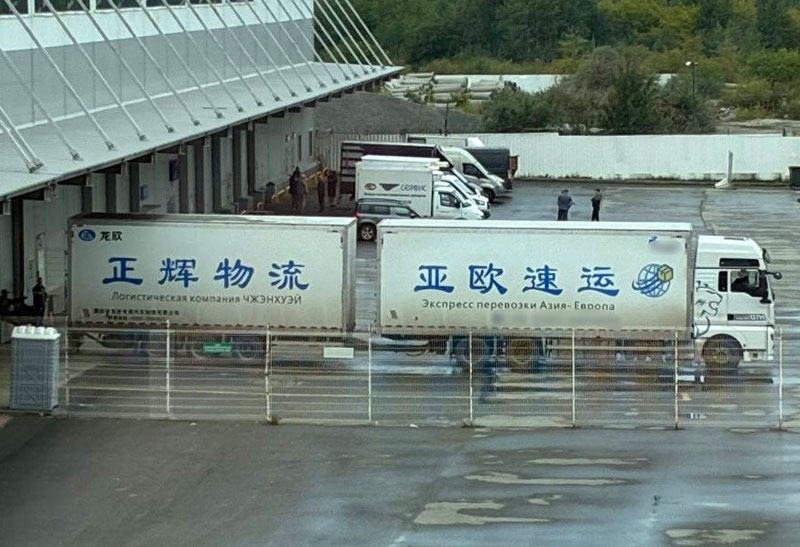 龙欧
正辉物流
Логистическая компания ЧЖЭНХУЭЙ
亚欧速运
Экспресс перевозки Азия- Европа
СЕРВИС